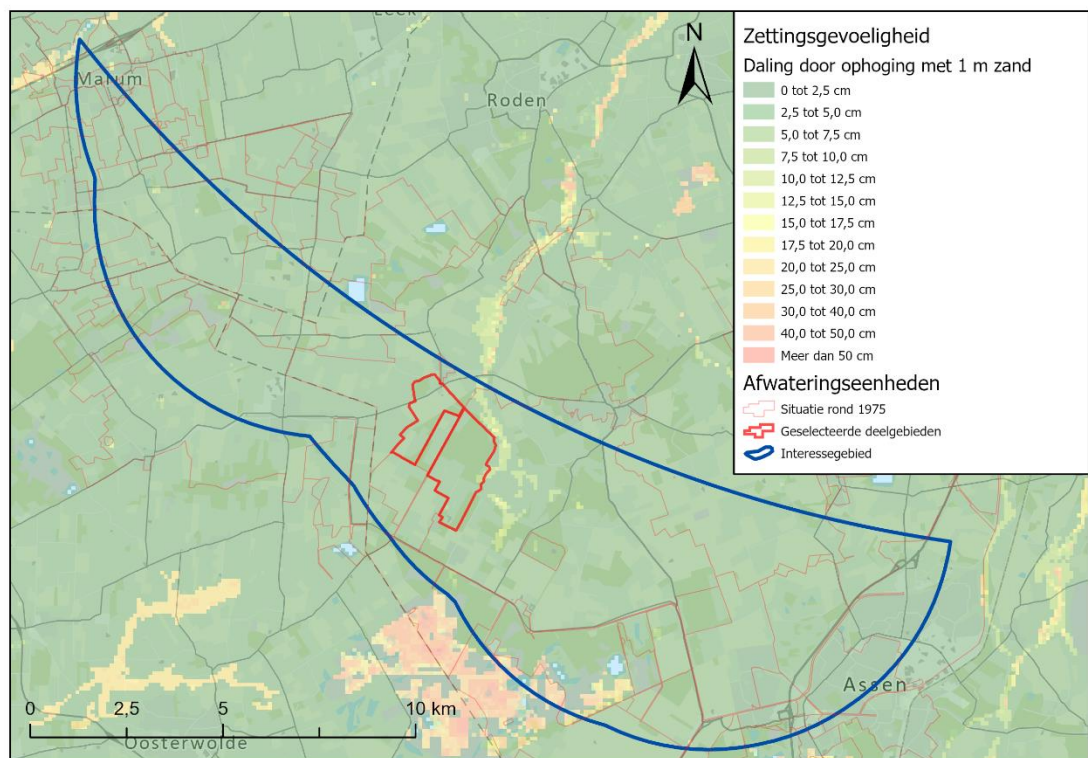 Leek
Marum
Roden
N
Assen
Oosterwolde
0 2,5 5 10 km
Zettingsgevoeligheid
Daling door ophoging met 1 m zand
0 tot 2,5 cm
2,5 tot 5,0 cm
5,0 tot 7,5 cm
7,5 tot 10,0 cm
10,0 tot 12,5 cm
12,5 tot 15,0 cm
15,0 tot 17,5 cm
17,5 tot 20,0 cm
20,0 tot 25,0 cm
25,0 tot 30,0 cm
30,0 tot 40,0 cm
40,0 tot 50,0 cm
Meer dan 50 cm
Afwateringseenheden
Situatie rond 1975
Geselecteerde deelgebieden
Interessegebied